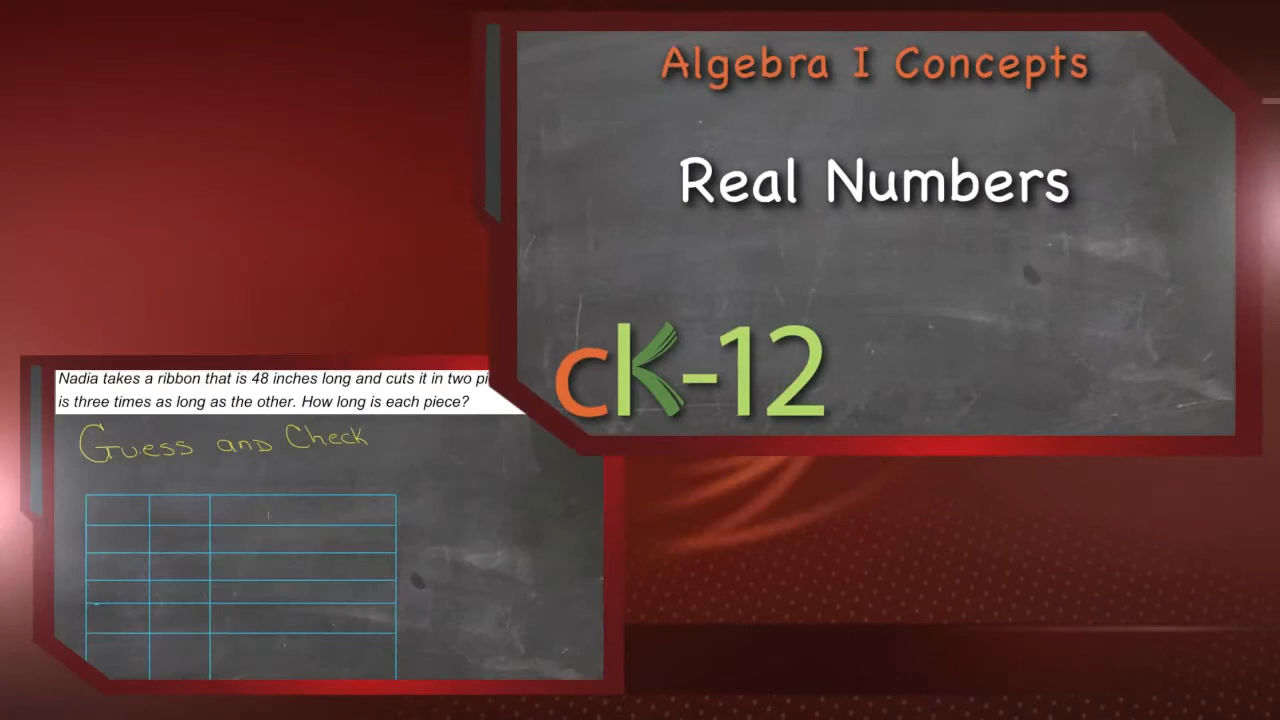 Algebra I Concepts
Real Numbers
cK-12
Nadia takes a ribbon that is 48 inches long and cuts it in two
is three times as long as the other. How long is each piece?
Guess and Check